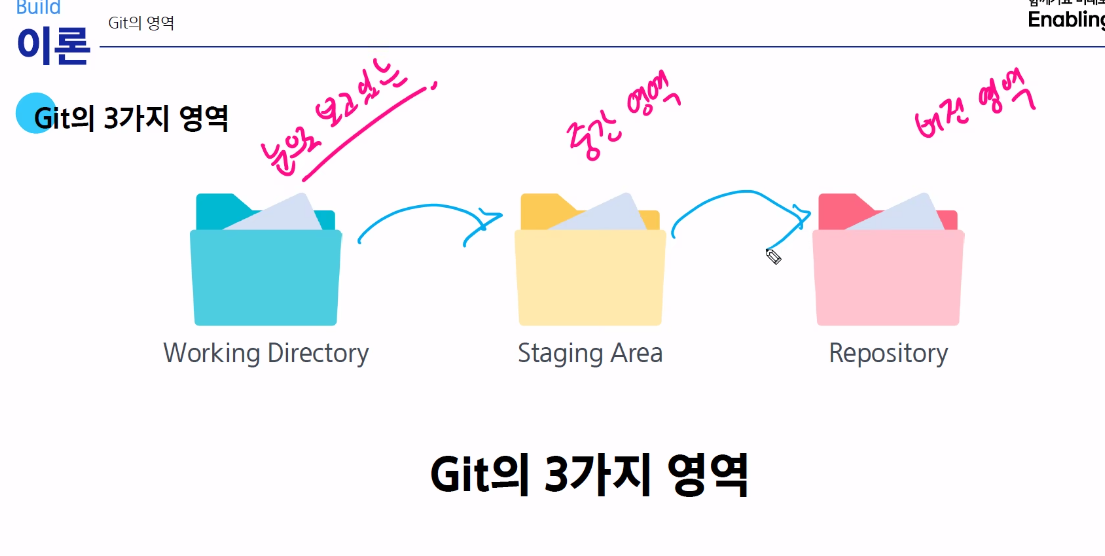 Build
이론
Git의 영역
Enabling
Git의 3가지 영역
눈으로 보고있는
중간 영역
버전 영역
Working Directory
Staging Area
Repository
Git의 3가지 영역